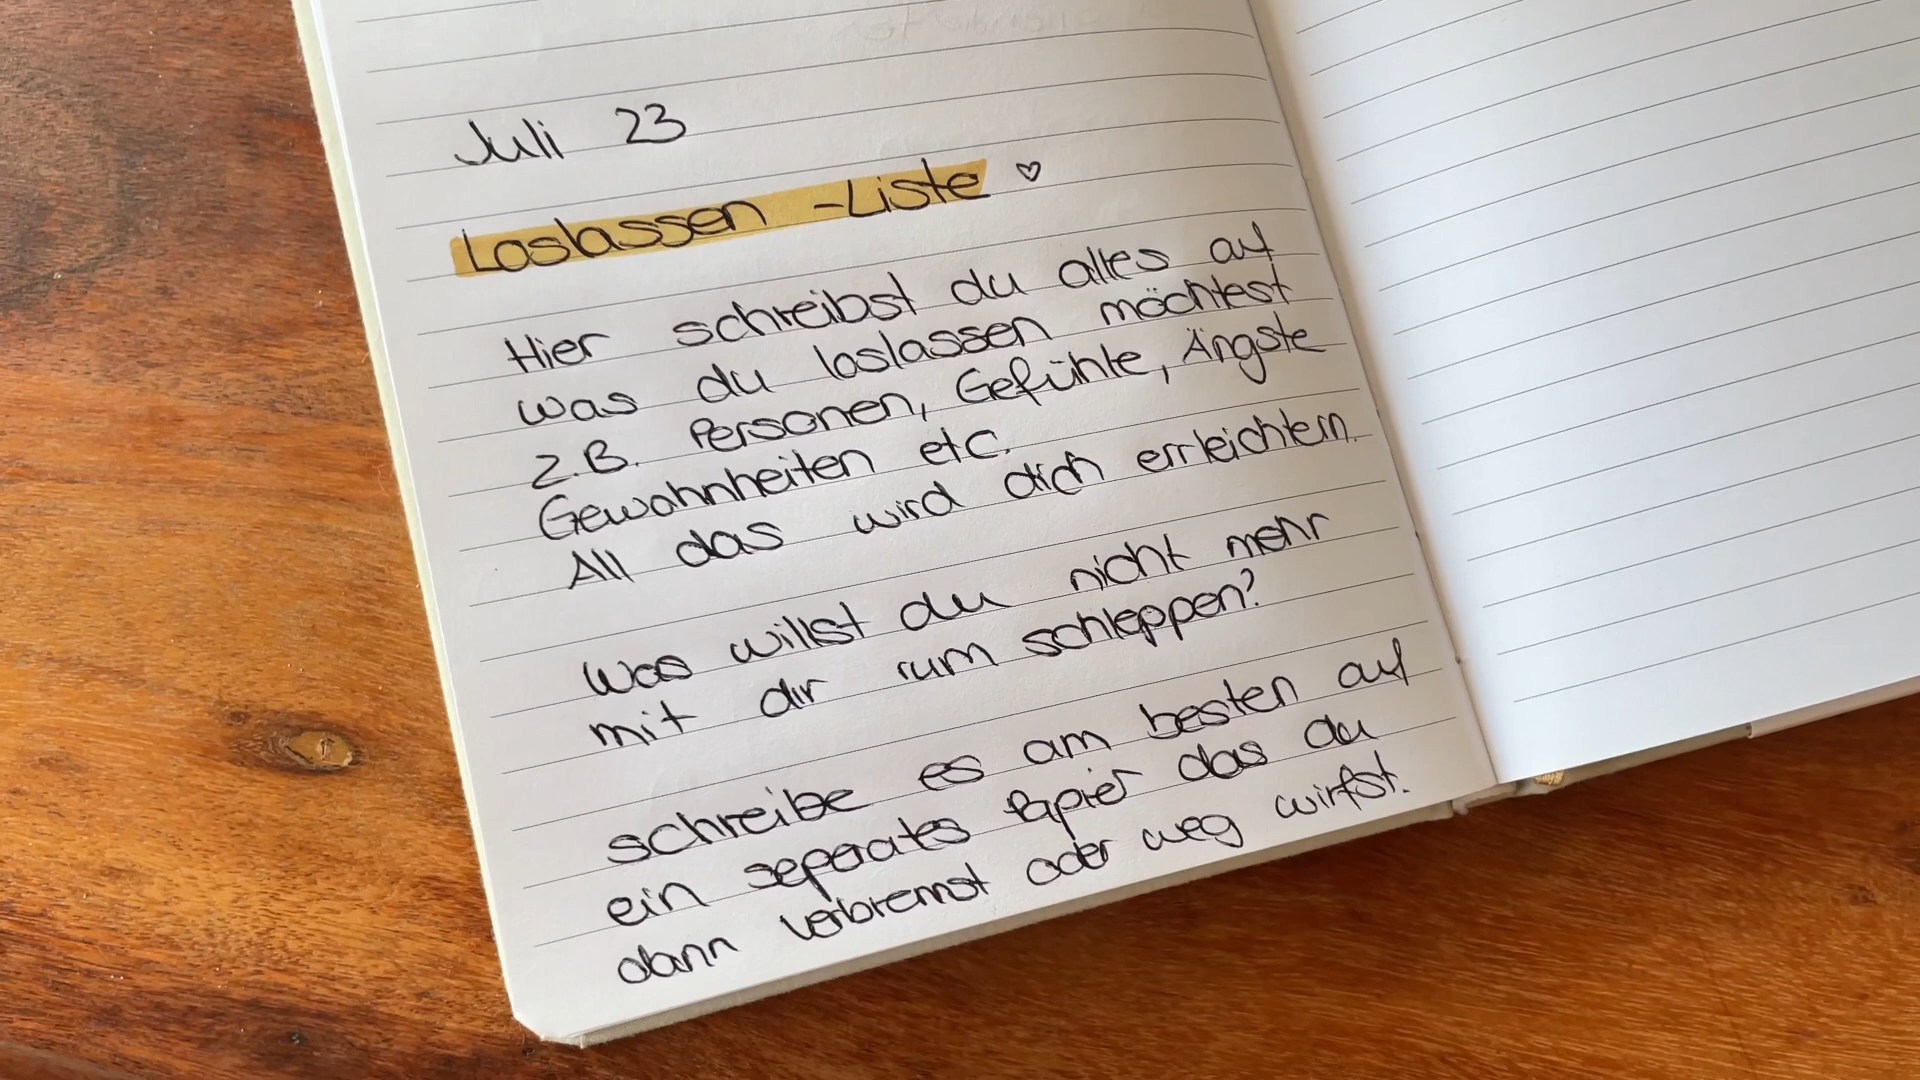 Juli 23
Loslassen -Liste ♡
Hier schreibst du alles auf
was du loslassen möchtest
z.B. Personen, Gefühle, Ängste
Gewohnheiten etc.
All das wird dich erleichtern.
Was willst du nicht mehr
mit dir rum schleppen?
schreibe es am besten auf
ein separates Papier das du
dann verbrennst oder weg wirfst.